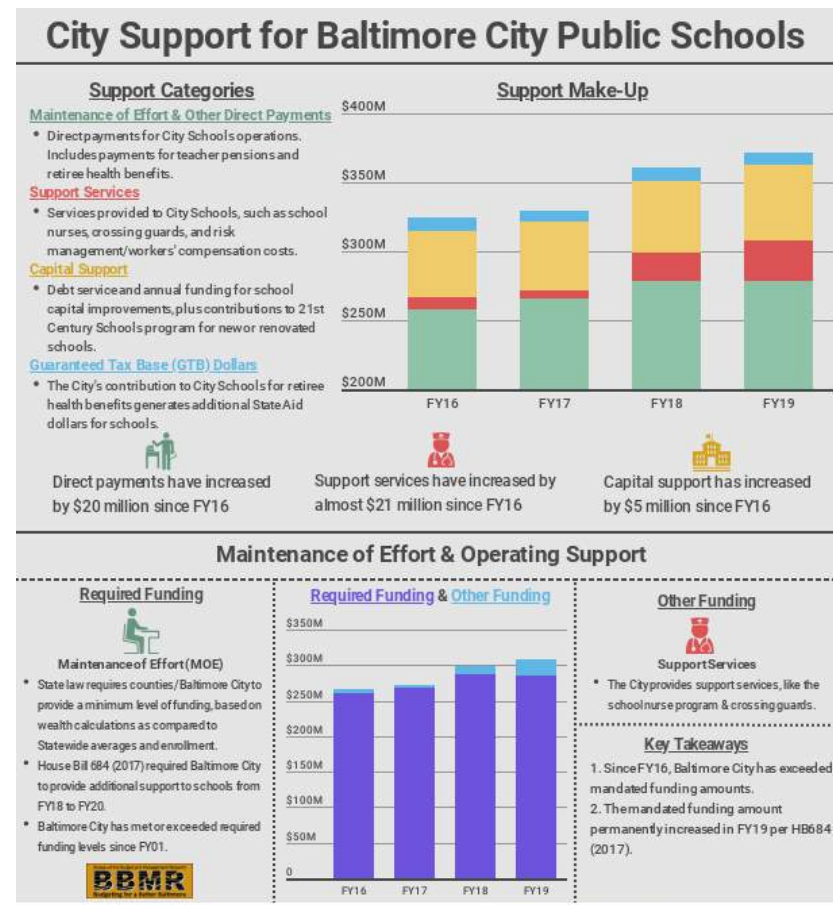 City Support for Baltimore City Public Schools
Support Categories
Maintenance of Effort & Other Direct Payments
• Direct payments for City Schools operations.
Includes payments for teacher pensions and
retiree health benefits.
Support Services
• Services provided to City Schools, such as school
nurses, crossing guards, and risk
management/workers' compensation costs.
Capital Support
• Debt service and annual funding for school
capital improvements, plus contributions to 21st
Century Schools program for new or renovated
schools.
Guaranteed Tax Base (GTB) Dollars
• The City's contribution to City Schools for retiree
health benefits generates additional State Aid
dollars for schools.
Support Make-Up
$400M
$350M
$300M
$250M
$200M
FY16 FY17 FY18 FY19
Direct payments have increased
by $20 million since FY16
Support services have increased by
almost $21 million since FY16
Capital support has increased
by $5 million since FY16
Maintenance of Effort & Operating Support
Required Funding
Maintenance of Effort (MOE)
• State law requires counties/Baltimore City to
provide a minimum level of funding, based on
wealth calculations as compared to
Statewide averages and enrollment.
• House Bill 684 (2017) required Baltimore City
to provide additional support to schools from
FY18 to FY20.
• Baltimore City has met or exceeded required
funding levels since FY01.
BBMR
Budgeting for a Better Baltimore
Required Funding & Other Funding
$350M
$300M
$250M
$200M
$150M
$100M
$50M
0
FY16 FY17 FY18 FY19
Other Funding
Support Services
• The City provides support services, like the
school nurse program & crossing guards.
Key Takeaways
1. Since FY16, Baltimore City has exceeded
mandated funding amounts.
2. The mandated funding amount
permanently increased in FY19 per HB684
(2017).